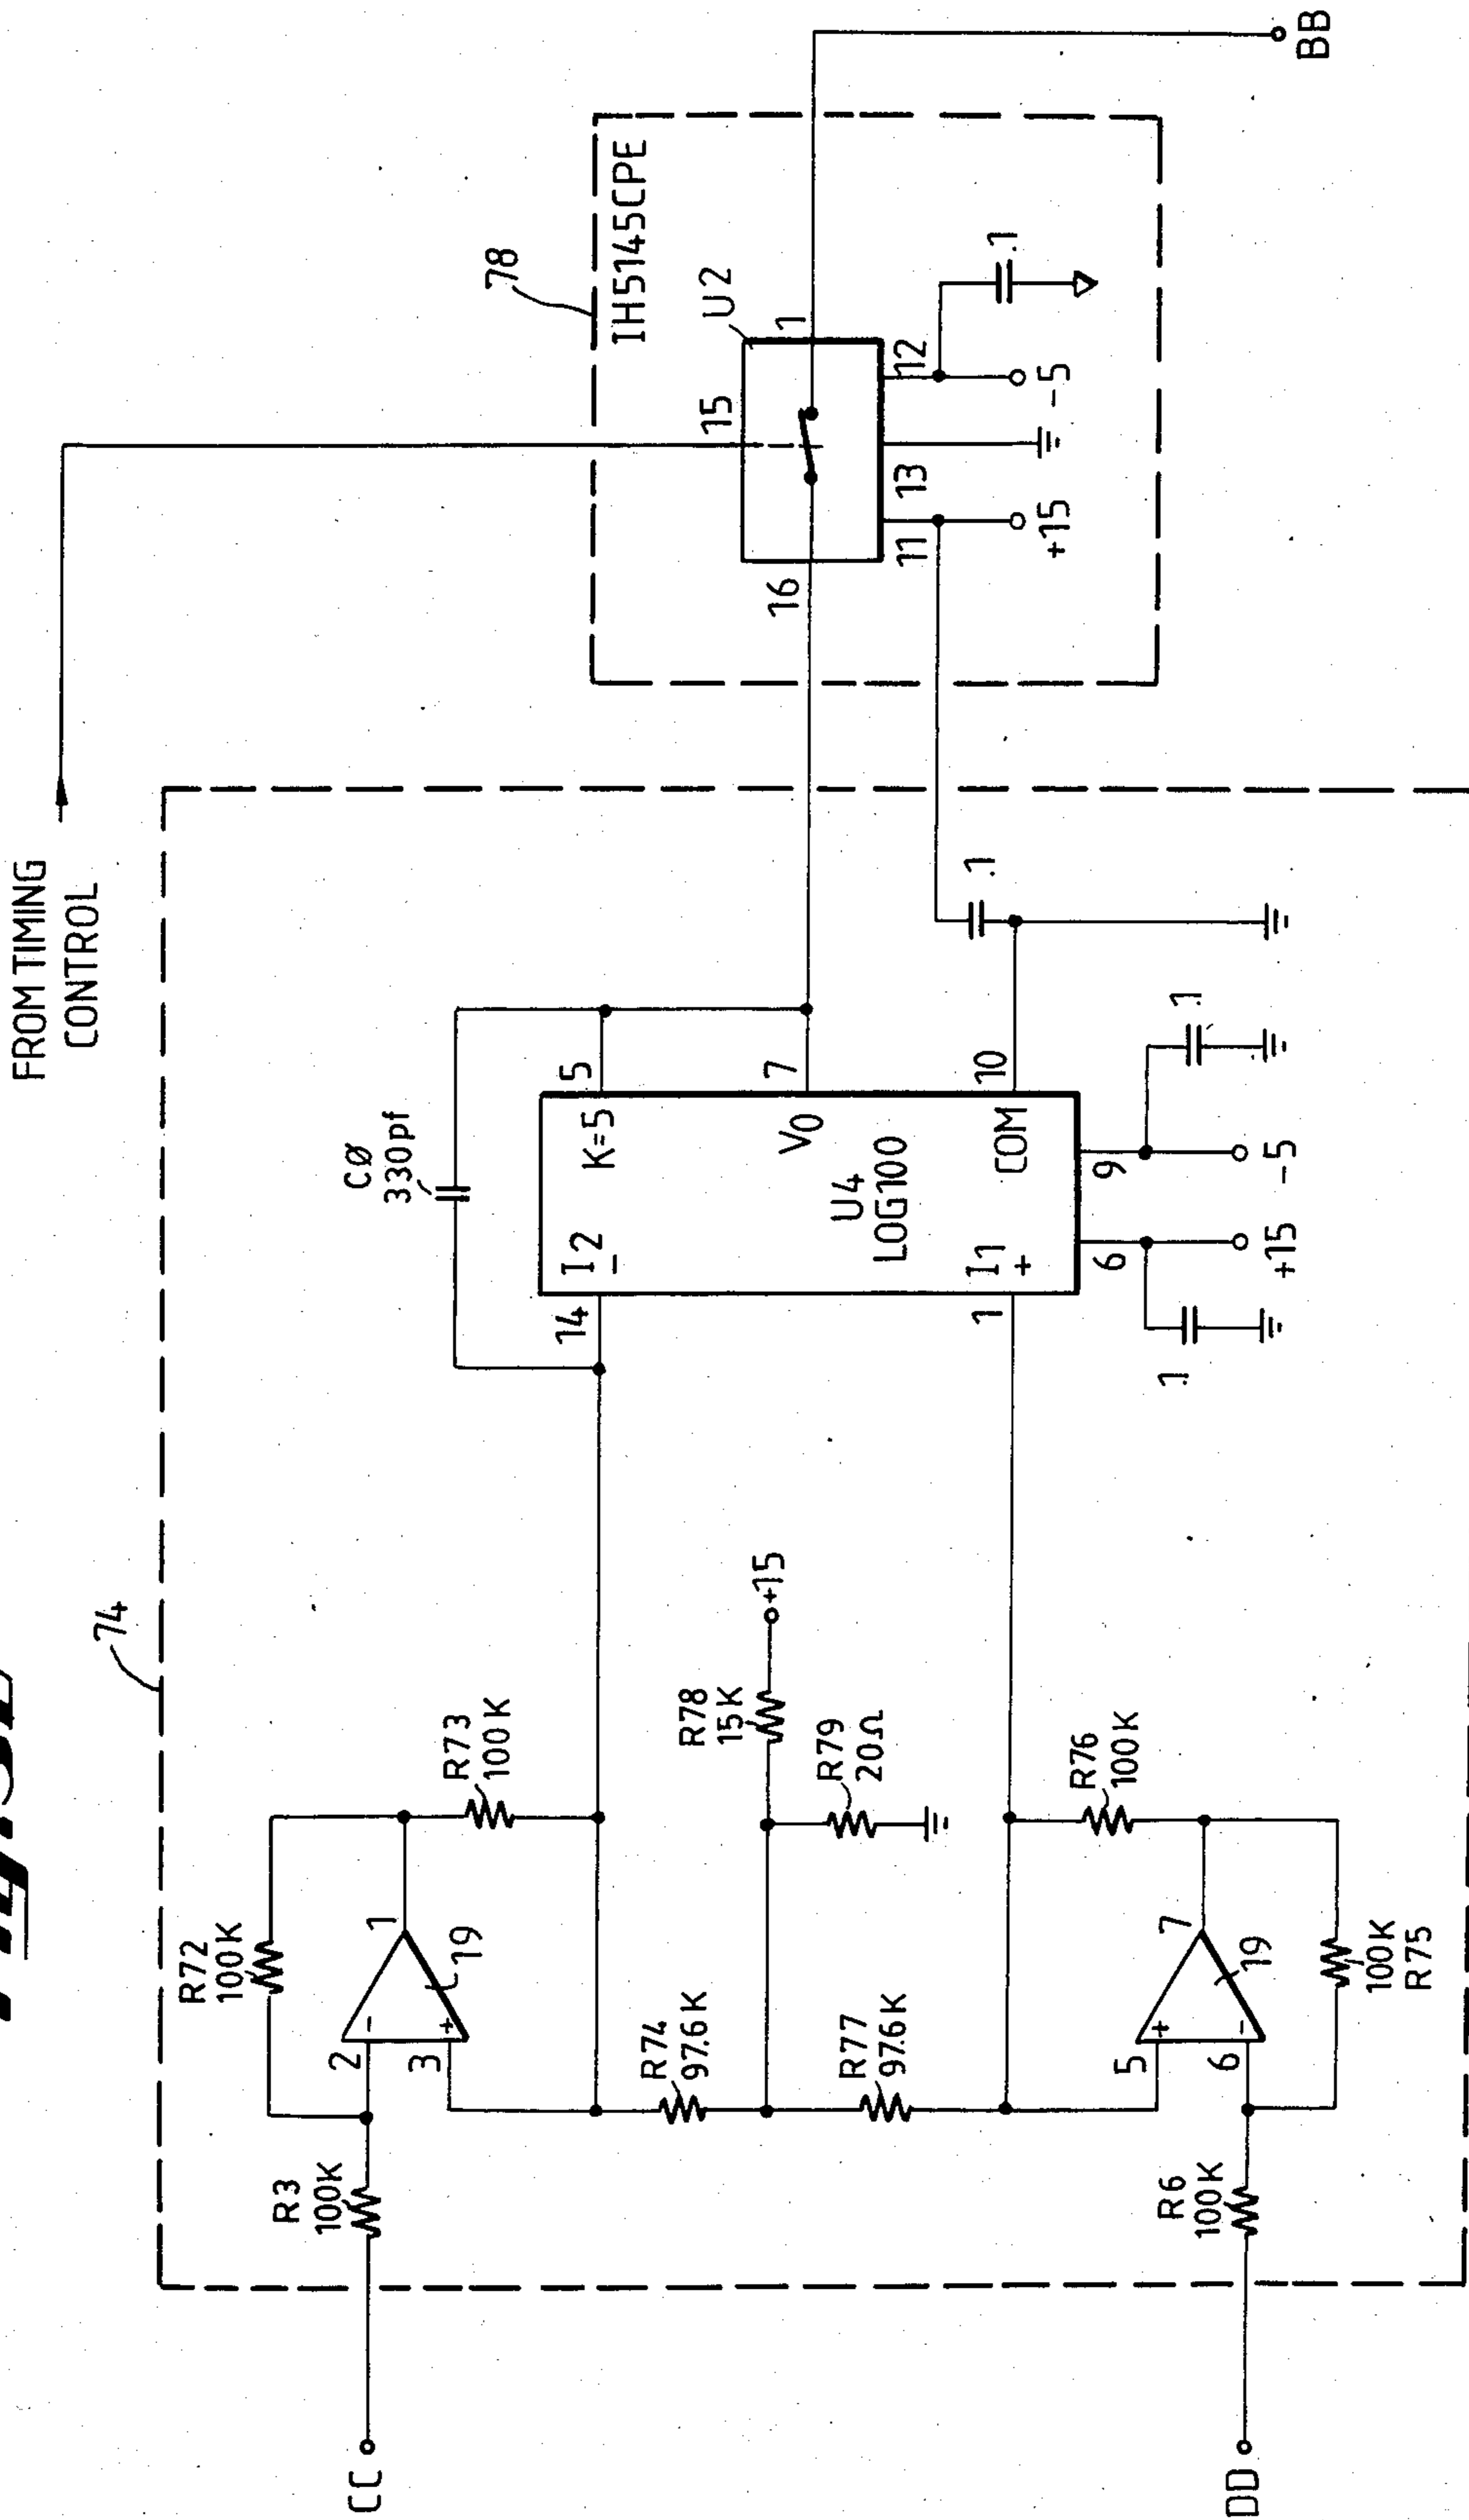 FROM TIMING
CONTROL
74
78
IH5145CPE
U2
15
16
1
11
13
12
+15
-5
.1
BB
CØ
330pf
I2
-
K=5
5
14
VO
7
U4
LOG100
I1
+
COM
10
1
6
9
+15
-5
.1
.1
.1
R72
100K
R73
100K
CC
R3
100K
2
-
3
+
1
19
R74
97.6K
R78
15K
+15
R79
20Ω
R77
97.6K
R76
100K
DD
R6
100K
5
+
6
-
7
19
100K
R75